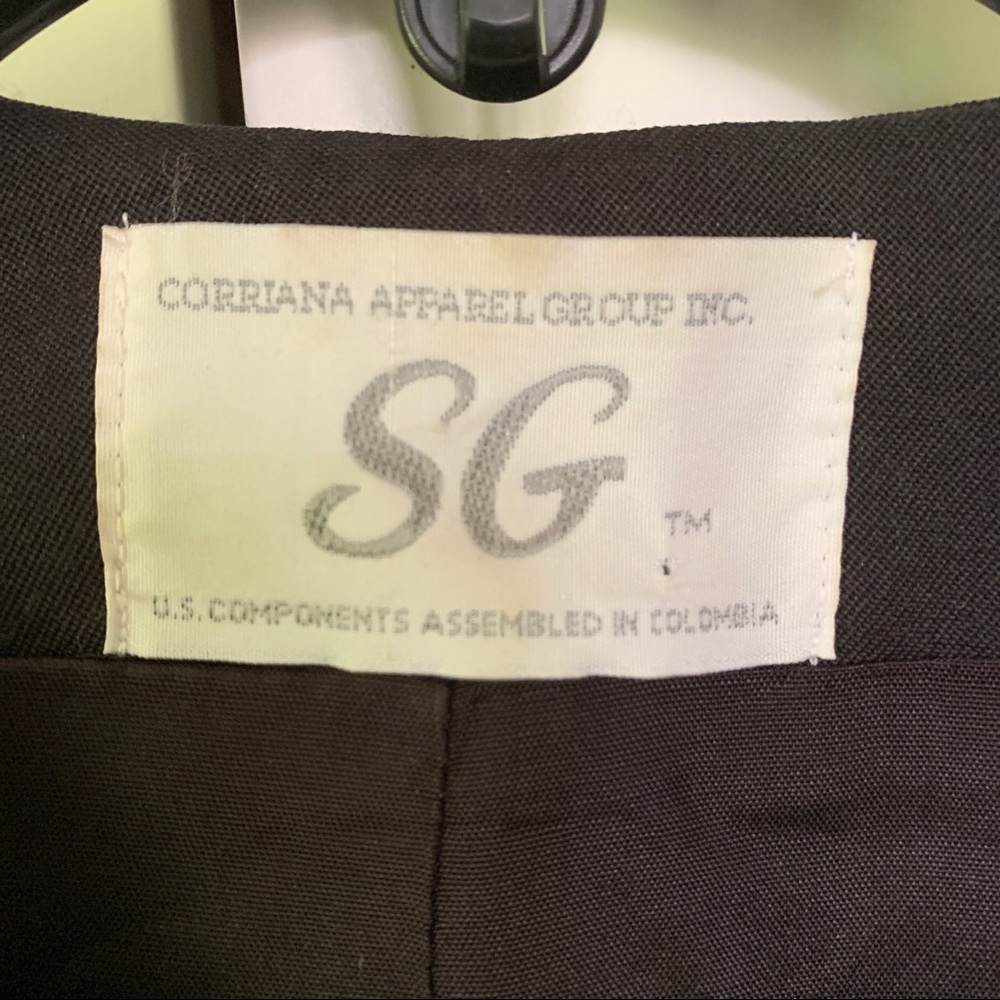 CORRIANA APPAREL GROUP INC.
SG
TM
U.S. COMPONENTS ASSEMBLED IN COLOMBIA